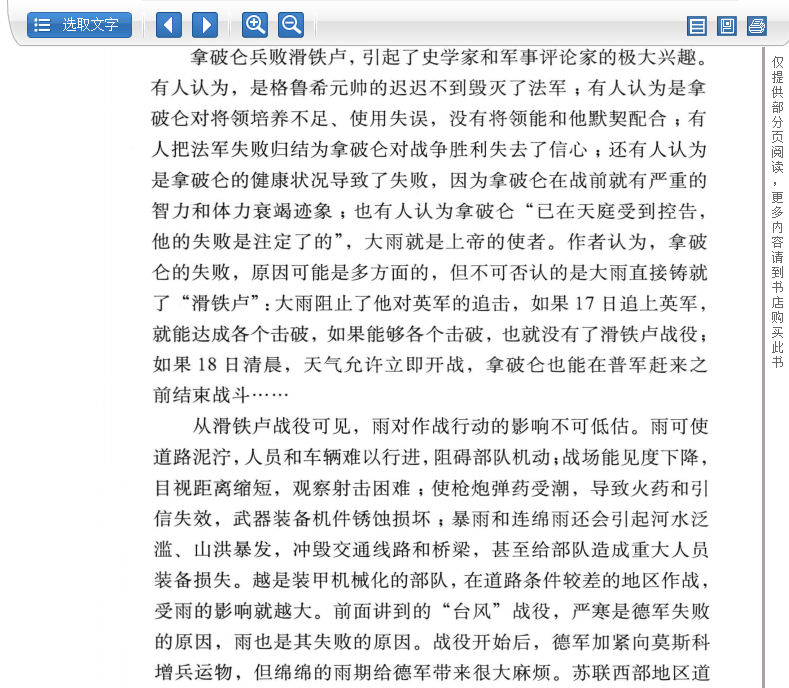 选取文字
拿破仑兵败滑铁卢，引起了史学家和军事评论家的极大兴趣。
有人认为，是格鲁希元帅的迟迟不到毁灭了法军；有人认为是拿
破仑对将领培养不足、使用失误，没有将领能和他默契配合；有
人把法军失败归结为拿破仑对战争胜利失去了信心；还有人认为
是拿破仑的健康状况导致了失败，因为拿破仑在战前就有严重的
智力和体力衰竭迹象；也有人认为拿破仑“已在天庭受到控告，
他的失败是注定了的”，大雨就是上帝的使者。作者认为，拿破
仑的失败，原因可能是多方面的，但不可否认的是大雨直接铸就
了“滑铁卢”：大雨阻止了他对英军的追击，如果17日追上英军，
就能达成各个击破，如果能够各个击破，也就没有了滑铁卢战役；
如果18日清晨，天气允许立即开战，拿破仑也能在普军赶来之
前结束战斗……
从滑铁卢战役可见，雨对作战行动的影响不可低估。雨可使
道路泥泞，人员和车辆难以行进，阻碍部队机动；战场能见度下降，
目视距离缩短，观察射击困难；使枪炮弹药受潮，导致火药和引
信失效，武器装备机件锈蚀损坏；暴雨和连绵雨还会引起河水泛
滥、山洪暴发，冲毁交通线路和桥梁，甚至给部队造成重大人员
装备损失。越是装甲机械化的部队，在道路条件较差的地区作战，
受雨的影响就越大。前面讲到的“台风”战役，严寒是德军失败
的原因，雨也是其失败的原因。战役开始后，德军加紧向莫斯科
增兵运物，但绵绵的雨期给德军带来很大麻烦。苏联西部地区道
仅提供部分页阅读，更多内容请到书店购买此书